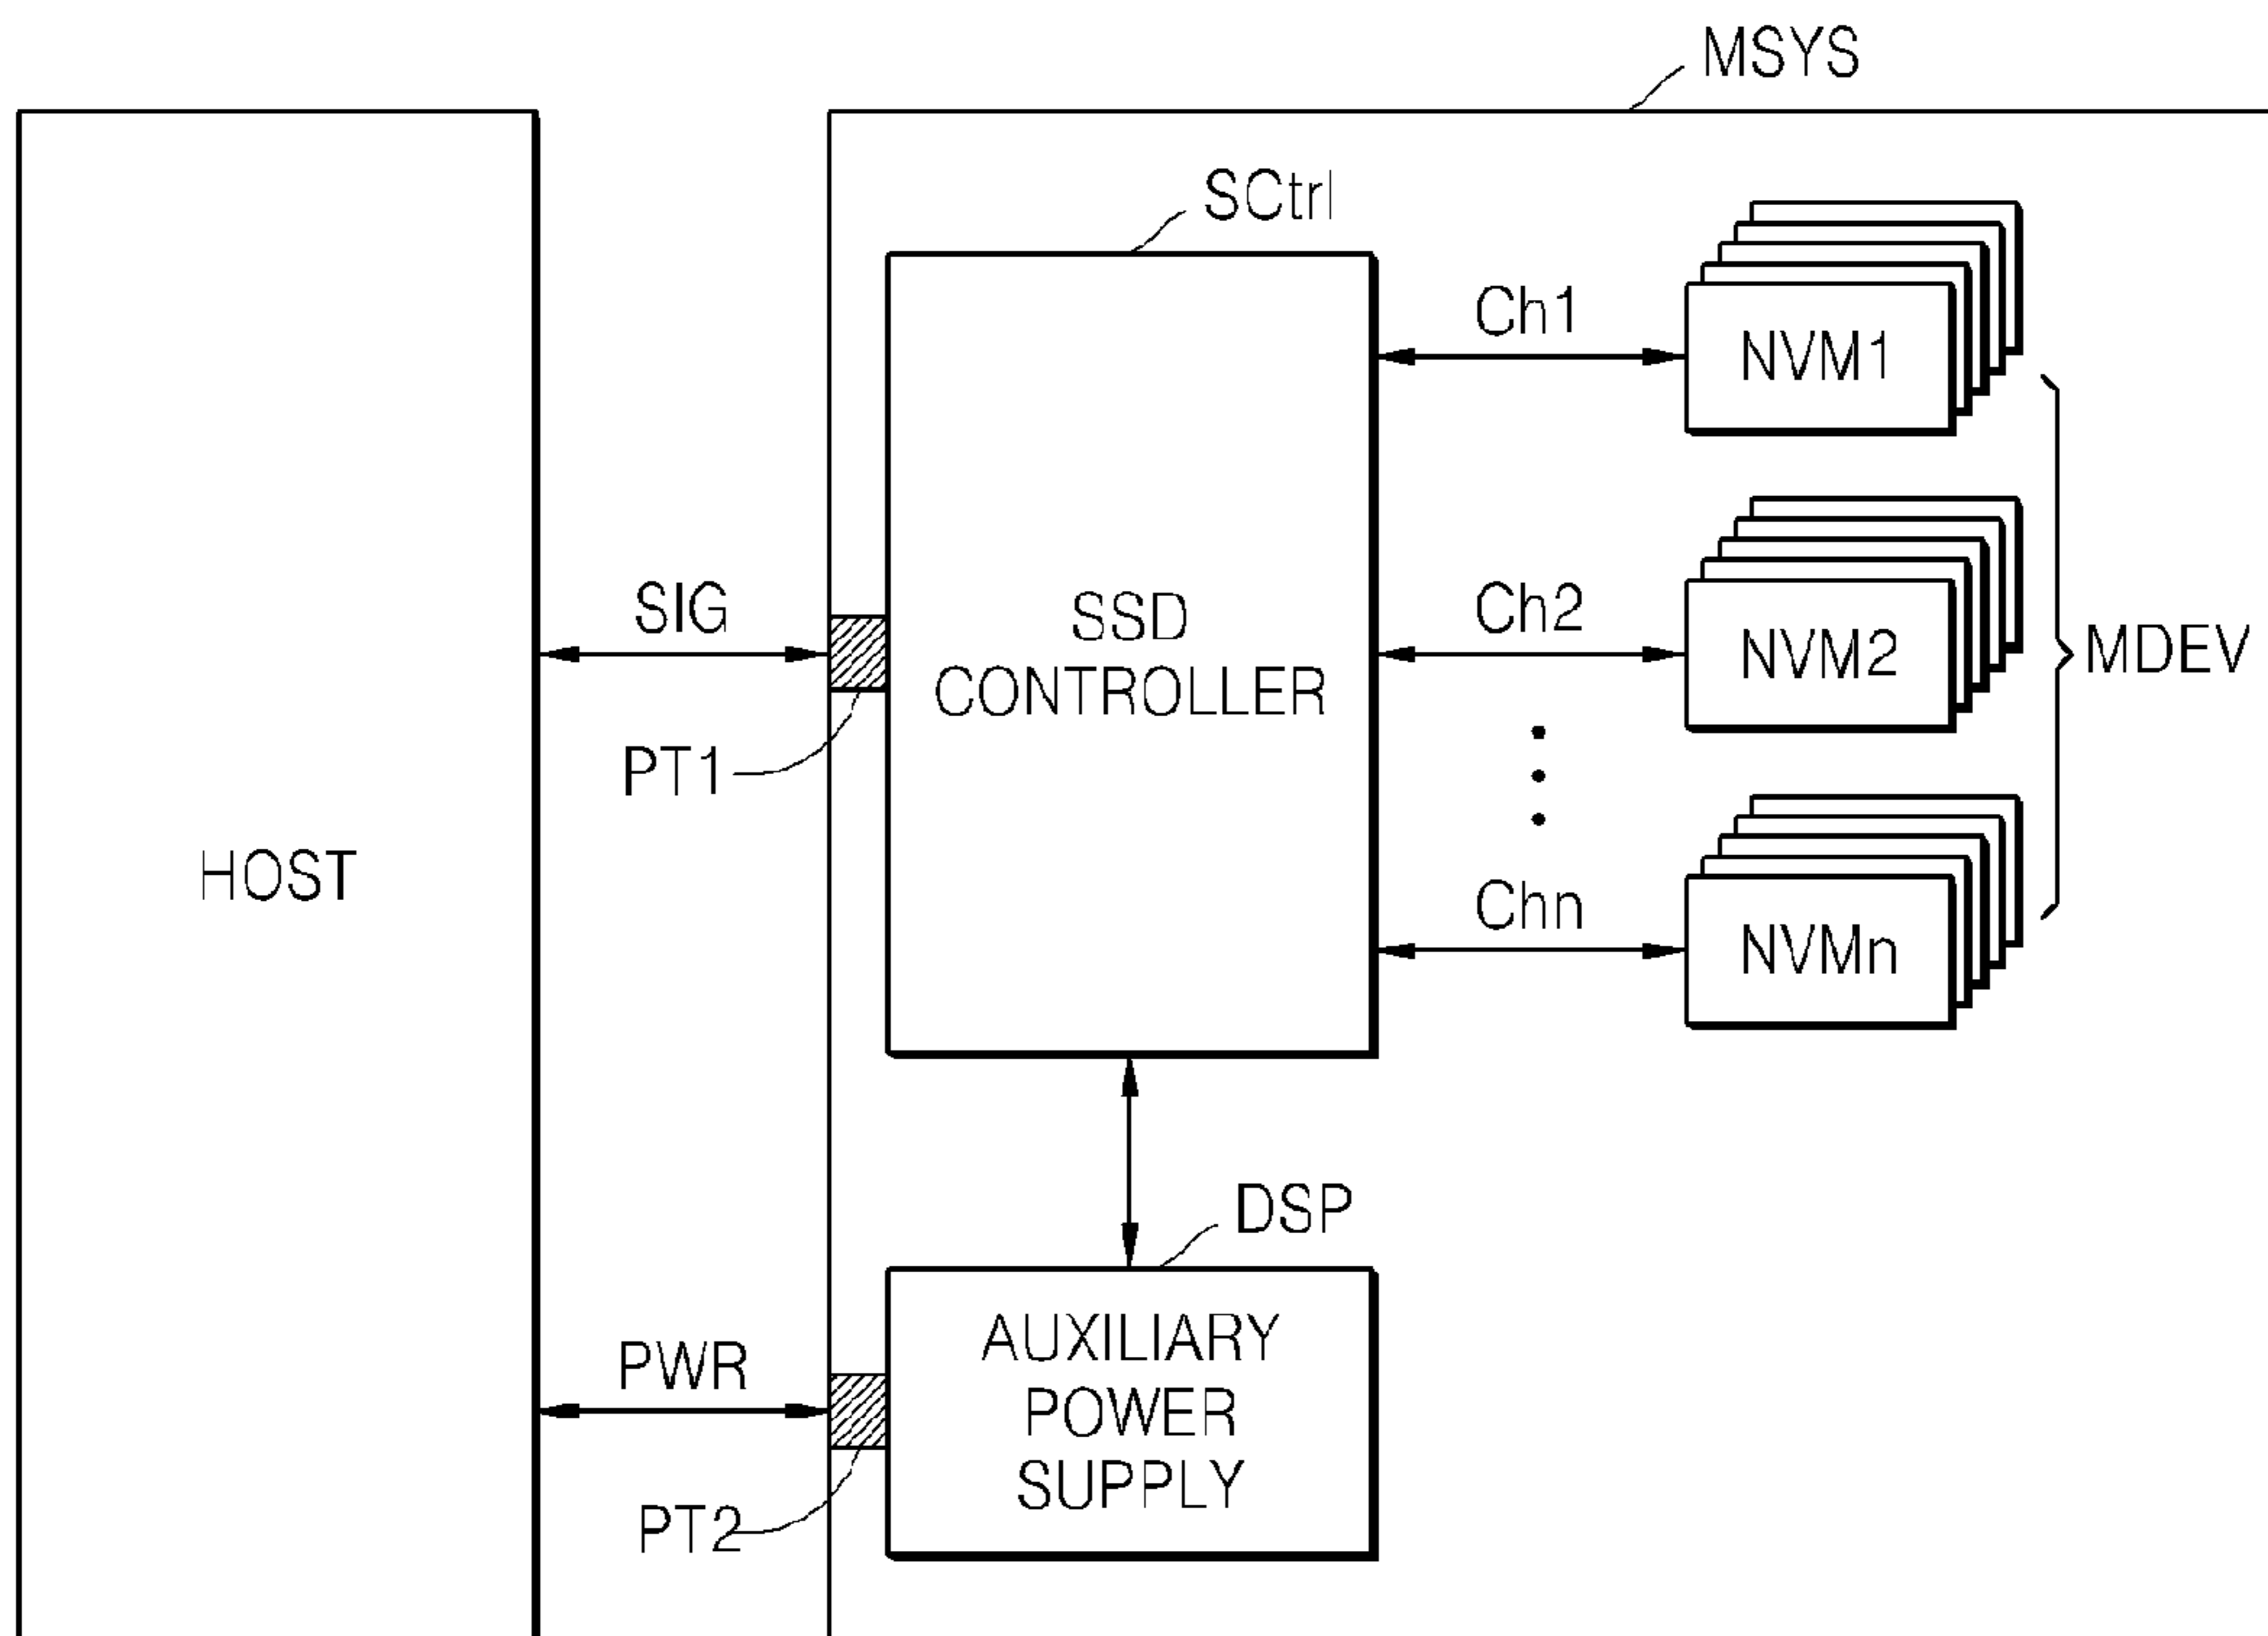 MSYS
SCtrl
Ch1
NVM1
SIG
SSD
CONTROLLER
Ch2
NVM2
MDEV
PT1
HOST
Chn
NVMn
DSP
PWR
AUXILIARY
POWER
SUPPLY
PT2